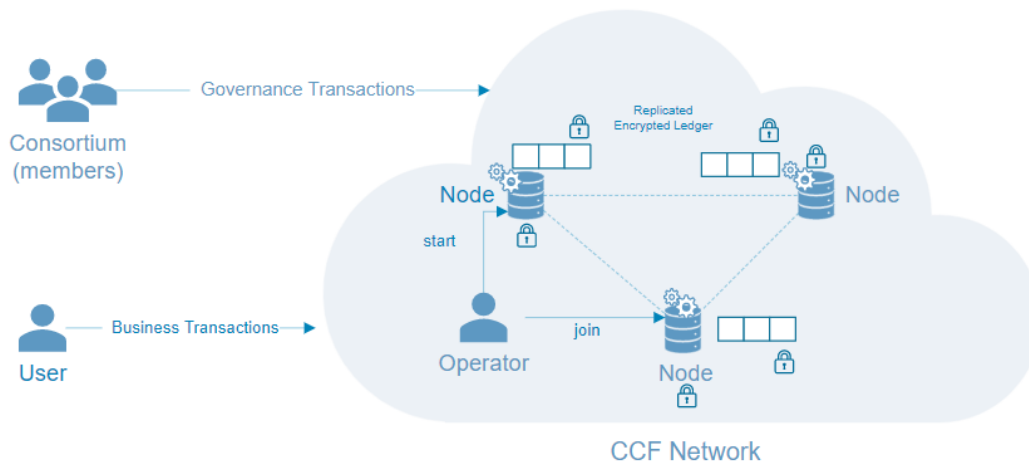 Governance Transactions
Replicated
Encrypted Ledger
Consortium
(members)
Node
Node
start
Business Transactions
join
User
Operator
Node
CCF Network